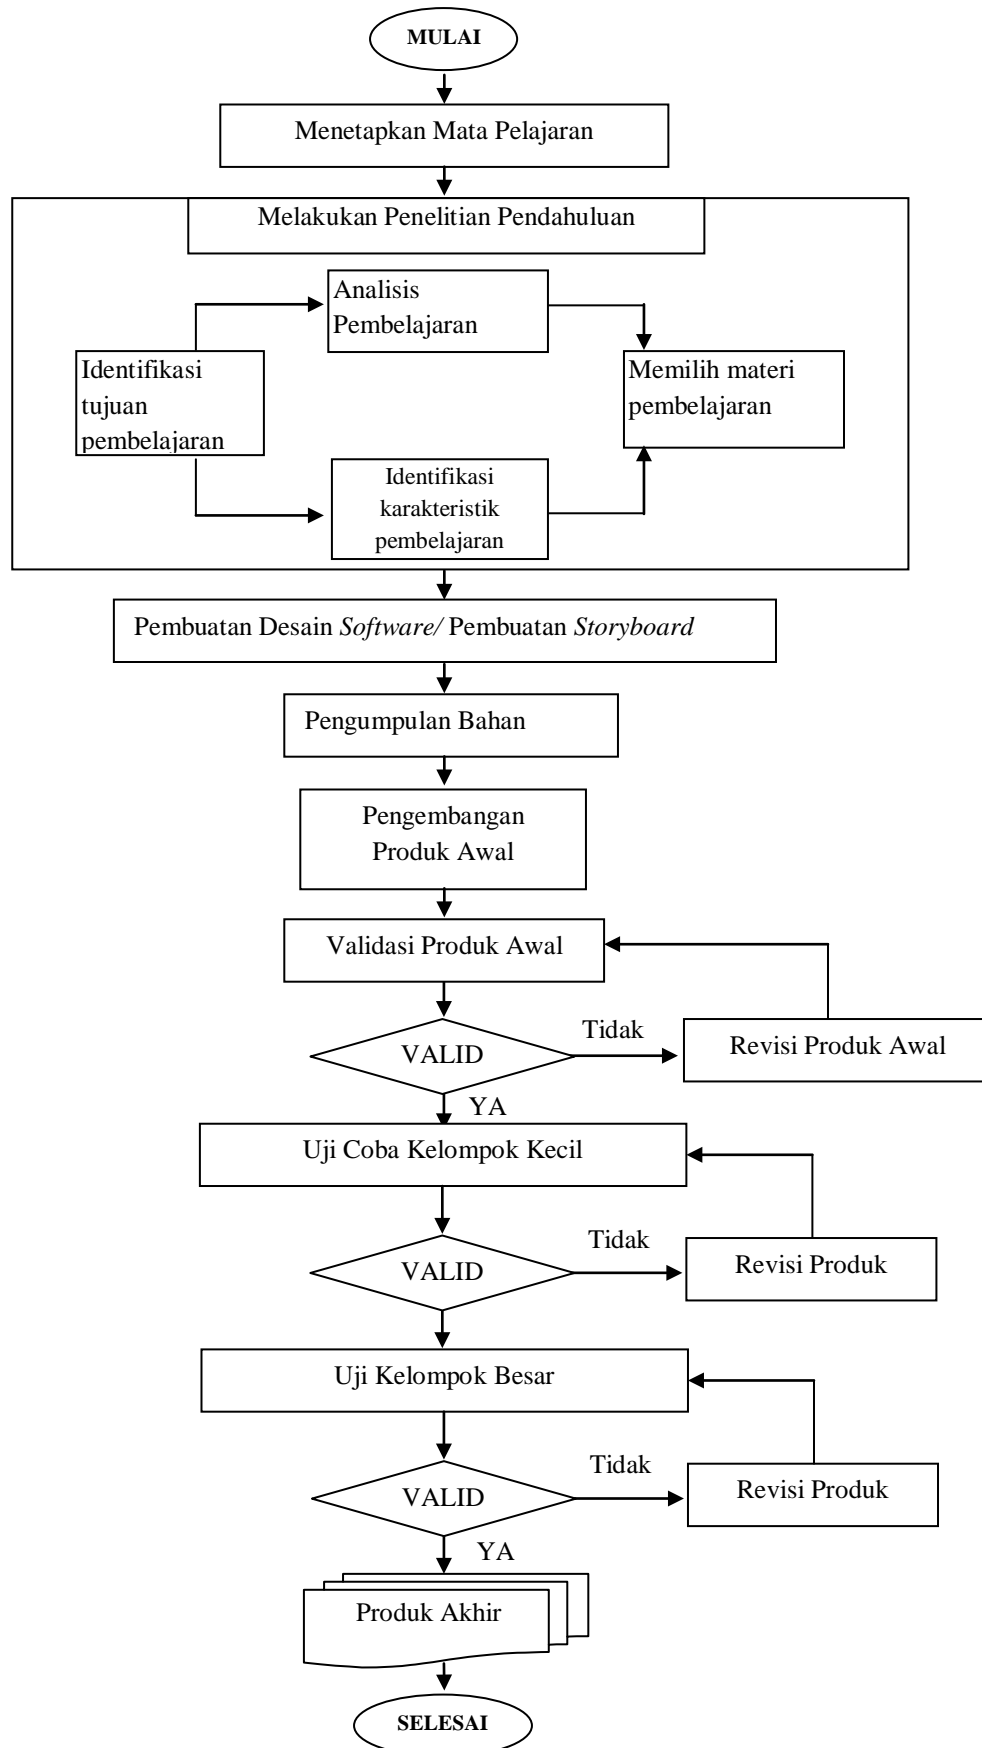 MULAI
Menetapkan Mata Pelajaran
Melakukan Penelitian Pendahuluan
Analisis
Pembelajaran
Identifikasi
tujuan
pembelajaran
Memilih materi
pembelajaran
Identifikasi
karakteristik
pembelajaran
Pembuatan Desain Software/ Pembuatan Storyboard
Pengumpulan Bahan
Pengembangan
Produk Awal
Validasi Produk Awal
VALID
Tidak
Revisi Produk Awal
YA
Uji Coba Kelompok Kecil
VALID
Tidak
Revisi Produk
Uji Kelompok Besar
VALID
Tidak
Revisi Produk
YA
Produk Akhir
SELESAI